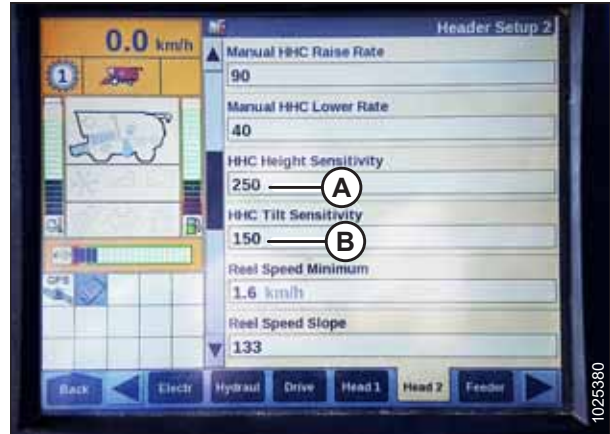 Header Setup 2
0.0 km/h
1
Manual HHC Raise Rate
90
Manual HHC Lower Rate
40
HHC Height Sensitivity
250
A
HHC Tilt Sensitivity
150
B
Reel Speed Minimum
1.6 km/h
Reel Speed Slope
133
GPS
Back
Electr
Hydraul
Drive
Head 1
Head 2
Feeder
1025380